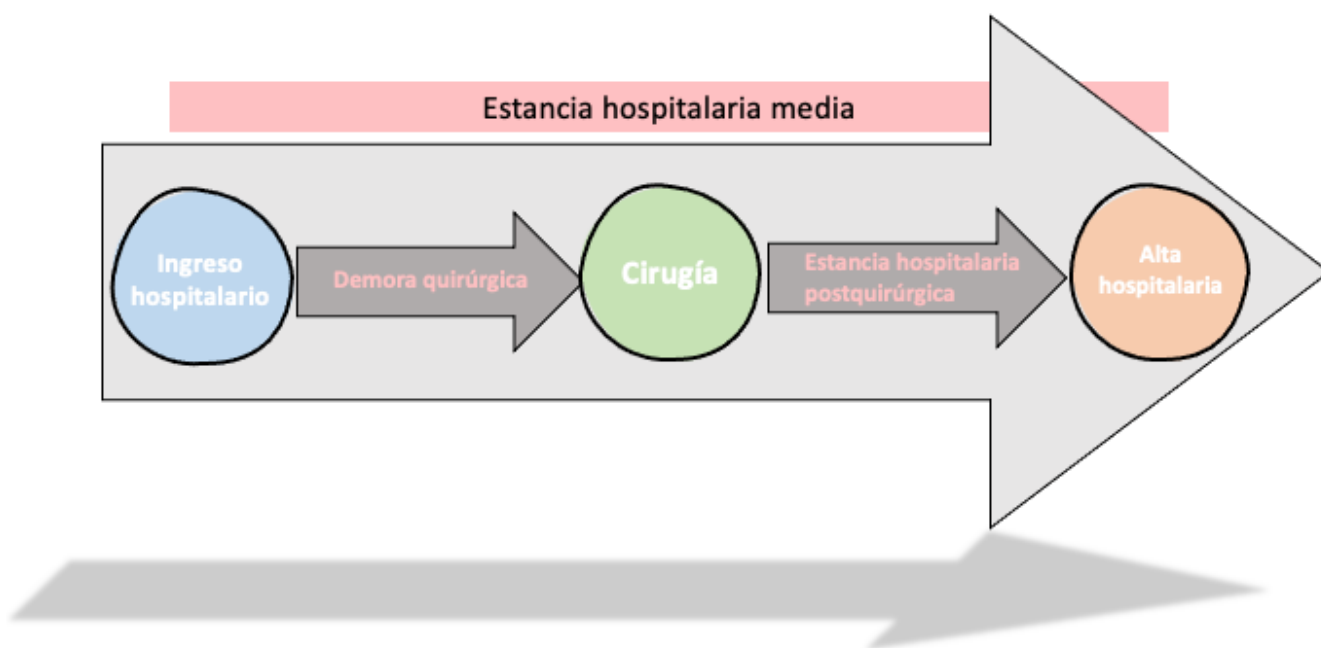 Estancia hospitalaria media
Ingreso
hospitalario
Demora quirúrgica
Cirugía
Estancia hospitalaria
postquirúrgica
Alta
hospitalaria